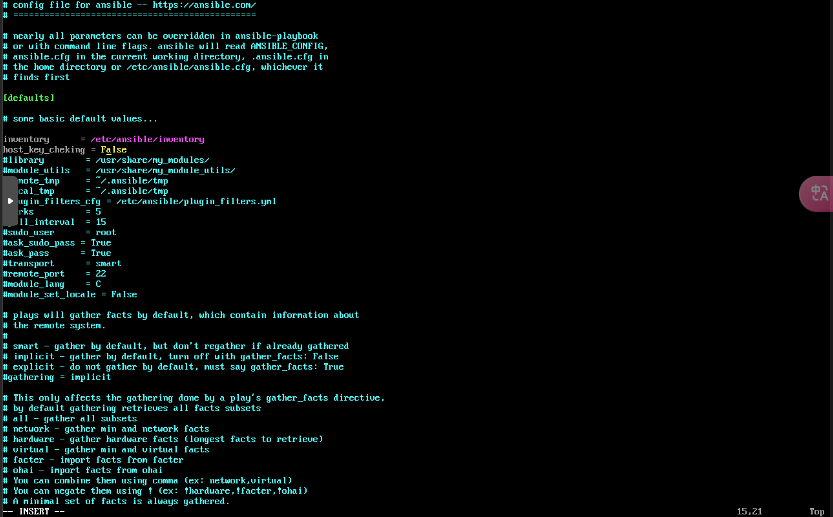 # config file for ansible -- https://ansible.com/
# ===============================================
# nearly all parameters can be overridden in ansible-playbook
# or with command line flags. ansible will read ANSIBLE_CONFIG,
# ansible.cfg in the current working directory, .ansible.cfg in
# the home directory or /etc/ansible/ansible.cfg, whichever it
# finds first
[defaults]
# some basic default values...
inventory      = /etc/ansible/inventory
host_key_cheking = False
#library        = /usr/share/my_modules/
#module_utils   = /usr/share/my_module_utils/
mote_tmp     = ~/.ansible/tmp
cal_tmp      = ~/.ansible/tmp
ugin_filters_cfg = /etc/ansible/plugin_filters.yml
rks          = 5
ll_interval  = 15
#sudo_user      = root
#ask_sudo_pass = True
#ask_pass      = True
#transport      = smart
#remote_port    = 22
#module_lang    = C
#module_set_locale = False
# plays will gather facts by default, which contain information about
# the remote system.
#
# smart - gather by default, but don't regather if already gathered
# implicit - gather by default, turn off with gather_facts: False
# explicit - do not gather by default, must say gather_facts: True
#gathering = implicit
# This only affects the gathering done by a play's gather_facts directive,
# by default gathering retrieves all facts subsets
# all - gather all subsets
# network - gather min and network facts
# hardware - gather hardware facts (longest facts to retrieve)
# virtual - gather min and virtual facts
# facter - import facts from facter
# ohai - import facts from ohai
# You can combine them using comma (ex: network,virtual)
# You can negate them using ! (ex: !hardware,!facter,!ohai)
# A minimal set of facts is always gathered.
-- INSERT -- 15,21 Top
中A